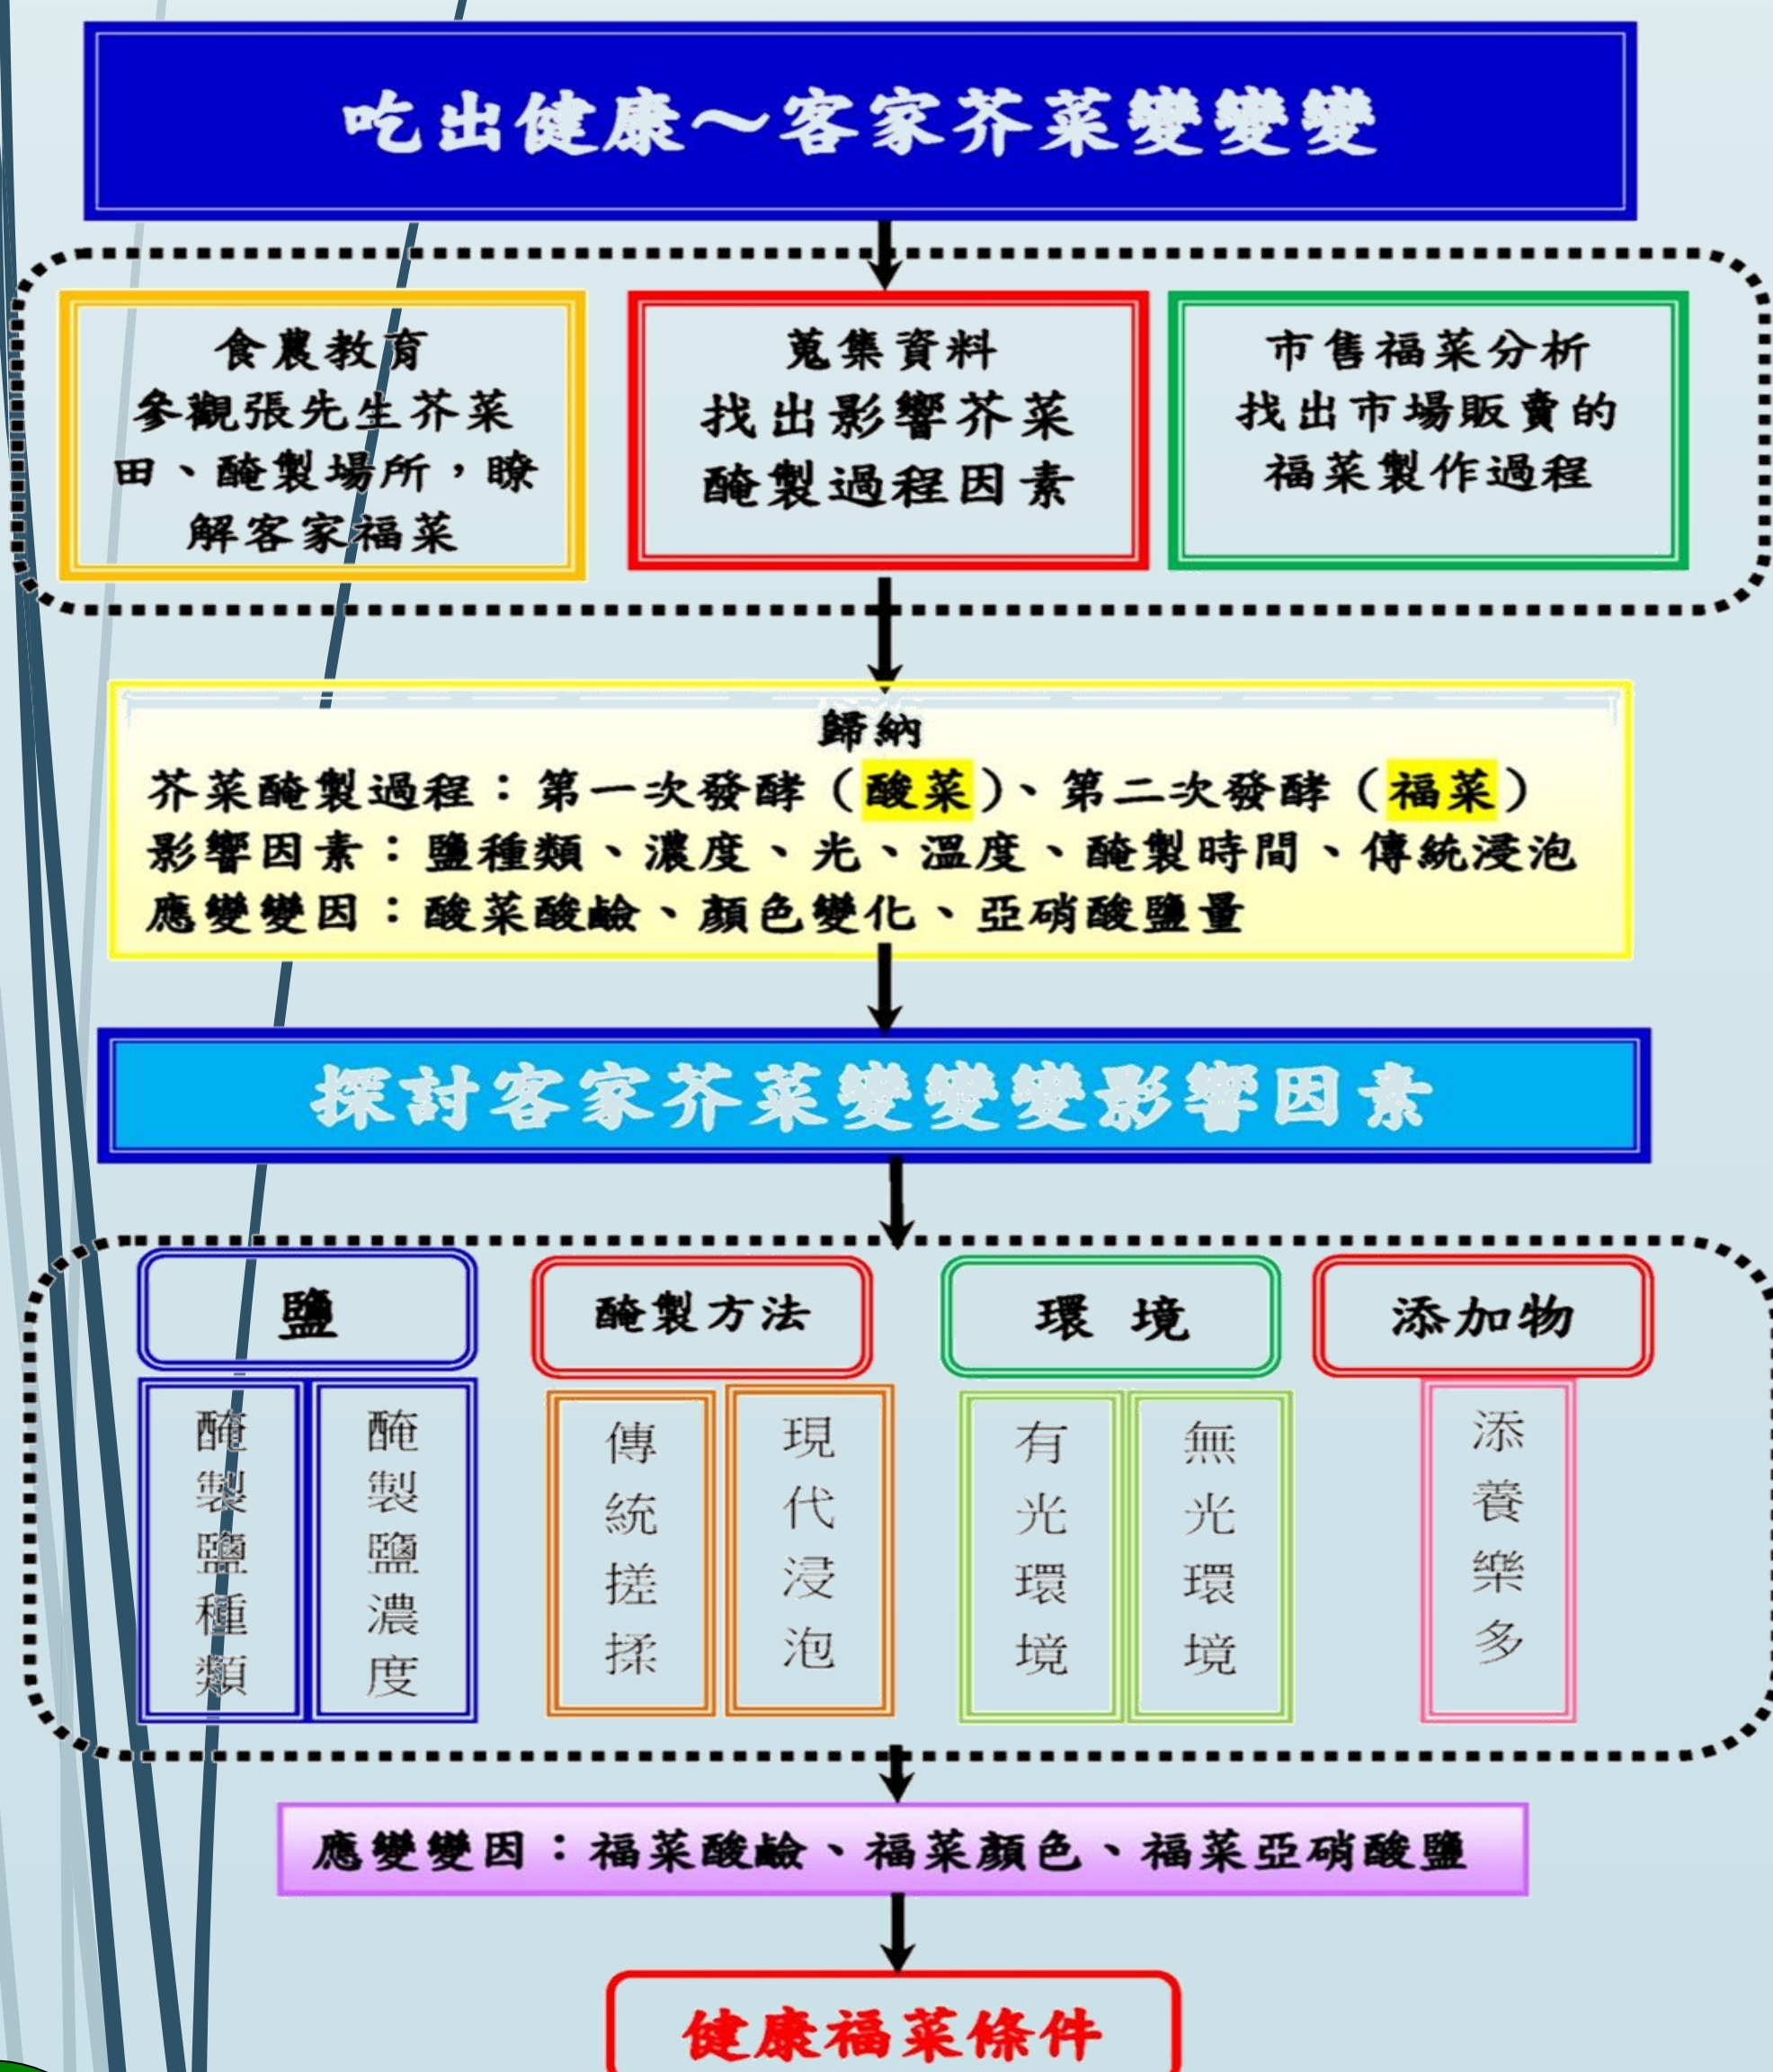 吃出健康～客家芥菜變變變
食農教育
參觀張先生芥菜
田、醃製場所，瞭
解客家福菜
蒐集資料
找出影響芥菜
醃製過程因素
市售福菜分析
找出市場販賣的
福菜製作過程
歸納
芥菜醃製過程：第一次發酵（酸菜）、第二次發酵（福菜）
影響因素：鹽種類、濃度、光、溫度、醃製時間、傳統浸泡
應變變因：酸菜酸鹼、顏色變化、亞硝酸鹽量
探討客家芥菜變變變影響因素
鹽
醃製鹽種類
醃製鹽濃度
醃製方法
傳統搓揉
現代浸泡
環 境
有光環境
無光環境
添加物
添養樂多
應變變因：福菜酸鹼、福菜顏色、福菜亞硝酸鹽
健康福菜條件